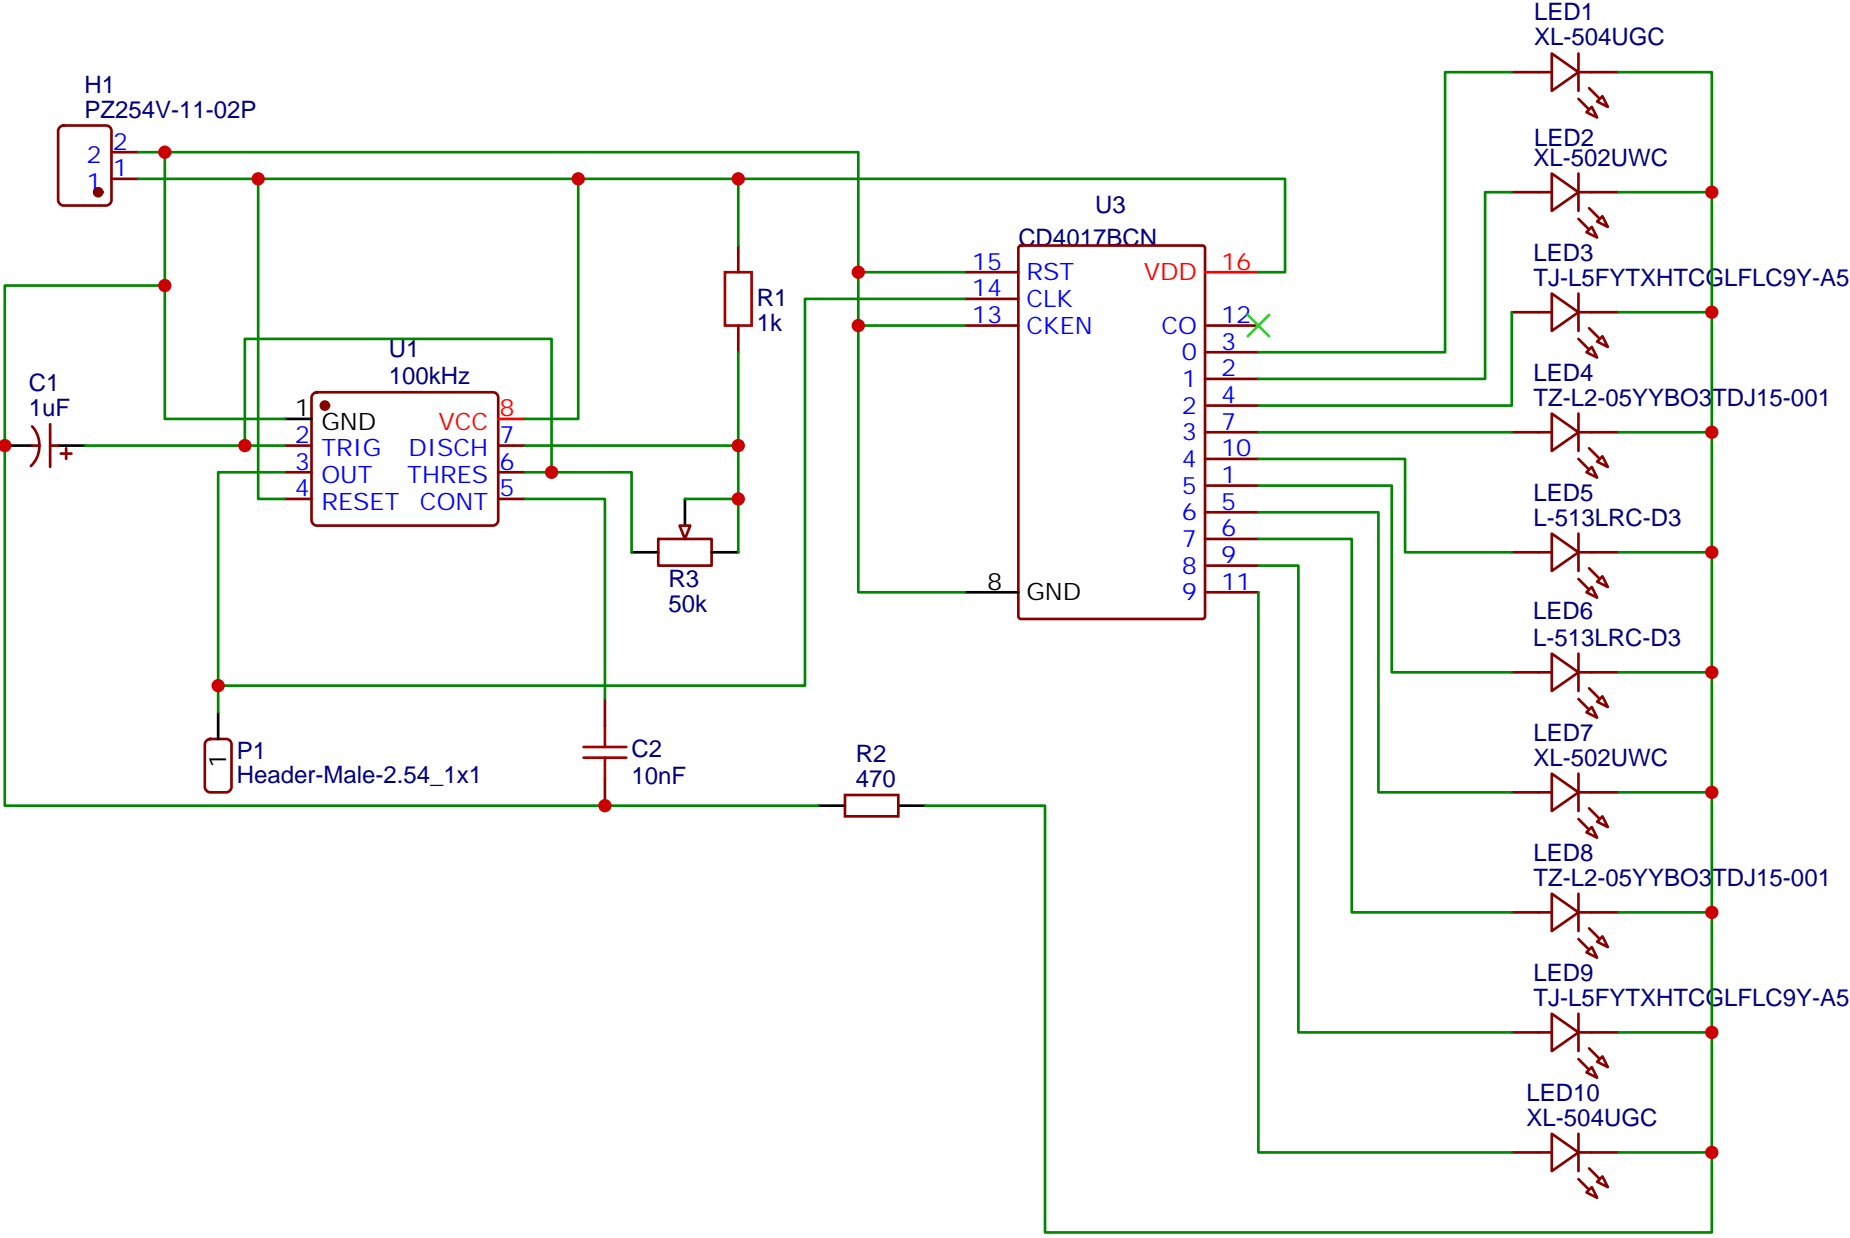 H1
PZ254V-11-02P
2 2
1 1
C1
1uF
U1
100kHz
1 GND VCC 8
2 TRIG DISCH 7
3 OUT THRES 6
4 RESET CONT 5
+
R1
1k
R3
50k
P1
1
Header-Male-2.54_1x1
C2
10nF
R2
470
U3
CD4017BCN
15 RST VDD 16
14 CLK
13 CKEN CO 12
0 3
1 2
2 4
3 7
4 10
5 1
6 5
7 6
8 9
8 GND 9 11
LED1
XL-504UGC
LED2
XL-502UWC
LED3
TJ-L5FYTXHTCGLFLC9Y-A5
LED4
TZ-L2-05YYBO3TDJ15-001
LED5
L-513LRC-D3
LED6
L-513LRC-D3
LED7
XL-502UWC
LED8
TZ-L2-05YYBO3TDJ15-001
LED9
TJ-L5FYTXHTCGLFLC9Y-A5
LED10
XL-504UGC